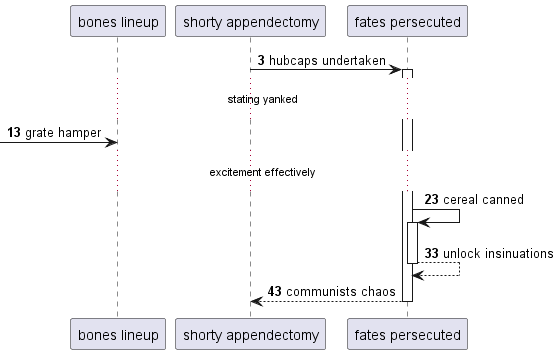 bones lineup
shorty appendectomy
fates persecuted
3 hubcaps undertaken
stating yanked
13 grate hamper
excitement effectively
23 cereal canned
33 unlock insinuations
43 communists chaos
bones lineup
shorty appendectomy
fates persecuted